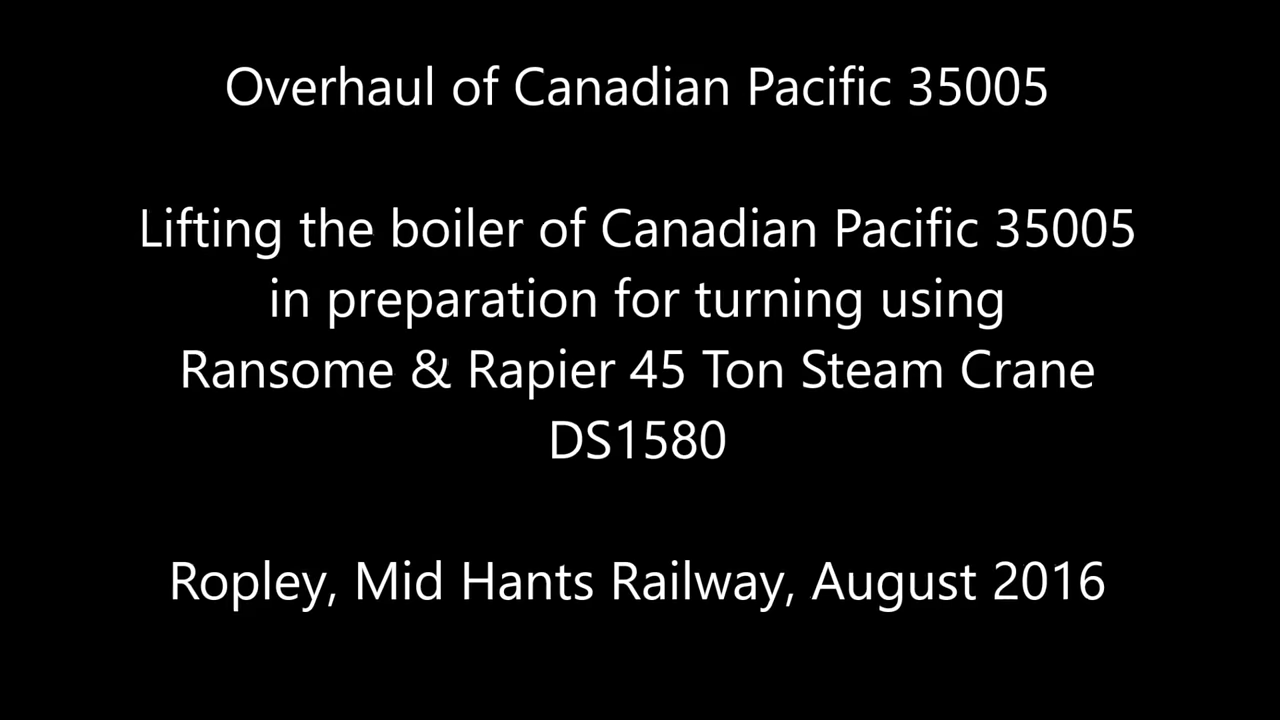 Overhaul of Canadian Pacific 35005
Lifting the boiler of Canadian Pacific 35005
in preparation for turning using
Ransome & Rapier 45 Ton Steam Crane
DS1580
Ropley, Mid Hants Railway, August 2016